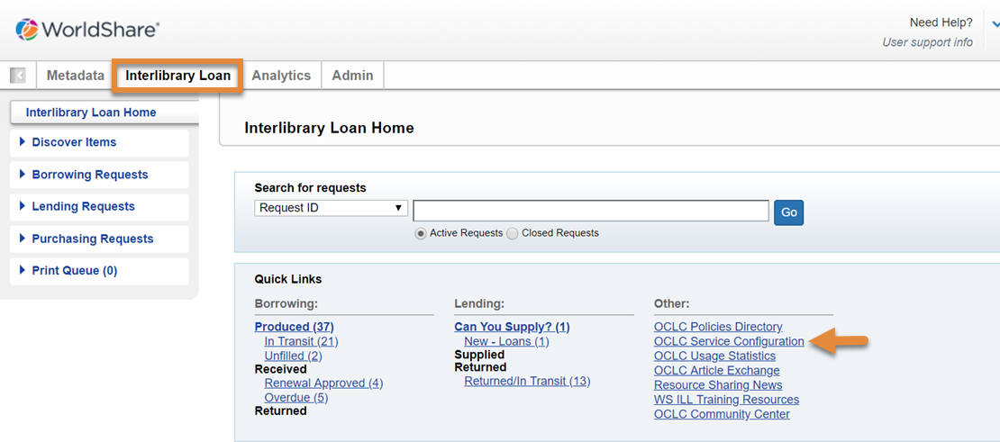 WorldShare®
Need Help?
User support info
Metadata
Interlibrary Loan
Analytics
Admin
Interlibrary Loan Home
Discover Items
Borrowing Requests
Lending Requests
Purchasing Requests
Print Queue (0)
Interlibrary Loan Home
Search for requests
Request ID
Go
Active Requests
Closed Requests
Quick Links
Borrowing:
Produced (37)
In Transit (21)
Unfilled (2)
Received
Renewal Approved (4)
Overdue (5)
Returned
Lending:
Can You Supply? (1)
New - Loans (1)
Supplied
Returned
Returned/In Transit (13)
Other:
OCLC Policies Directory
OCLC Service Configuration
OCLC Usage Statistics
OCLC Article Exchange
Resource Sharing News
WS ILL Training Resources
OCLC Community Center